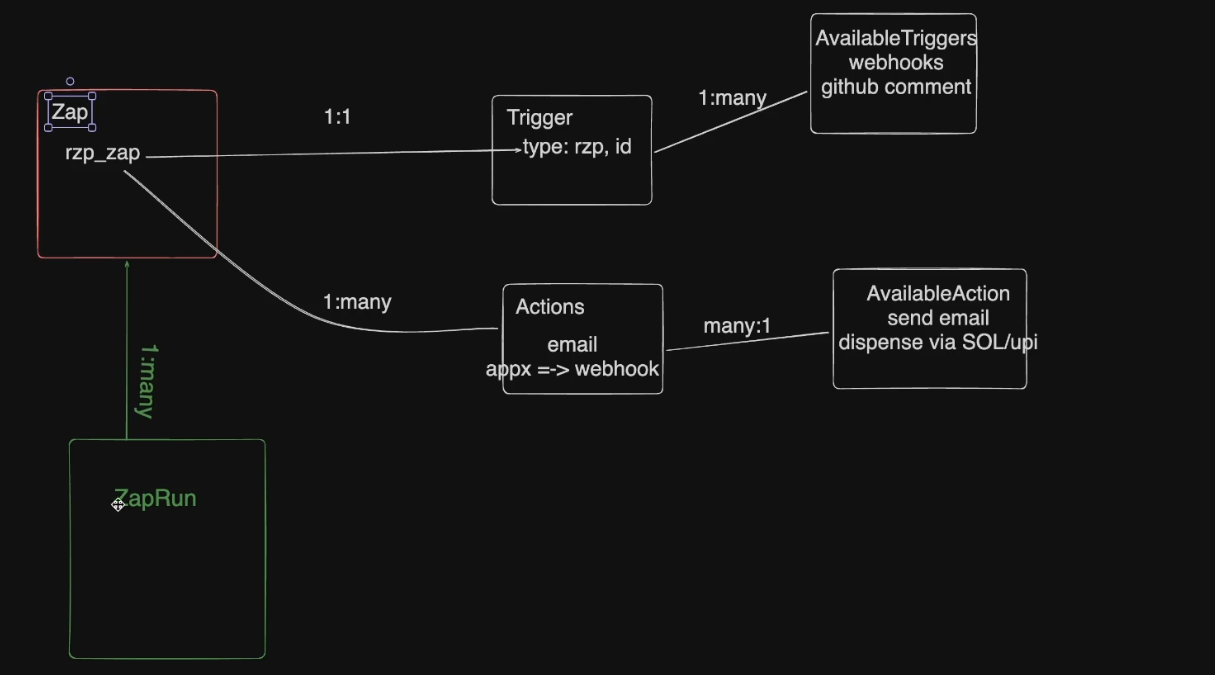 Zap
rzp_zap
1:1
Trigger
type: rzp, id
1:many
AvailableTriggers
webhooks
github comment
1:many
Actions
email
appx =-> webhook
many:1
AvailableAction
send email
dispense via SOL/upi
1:many
ZapRun